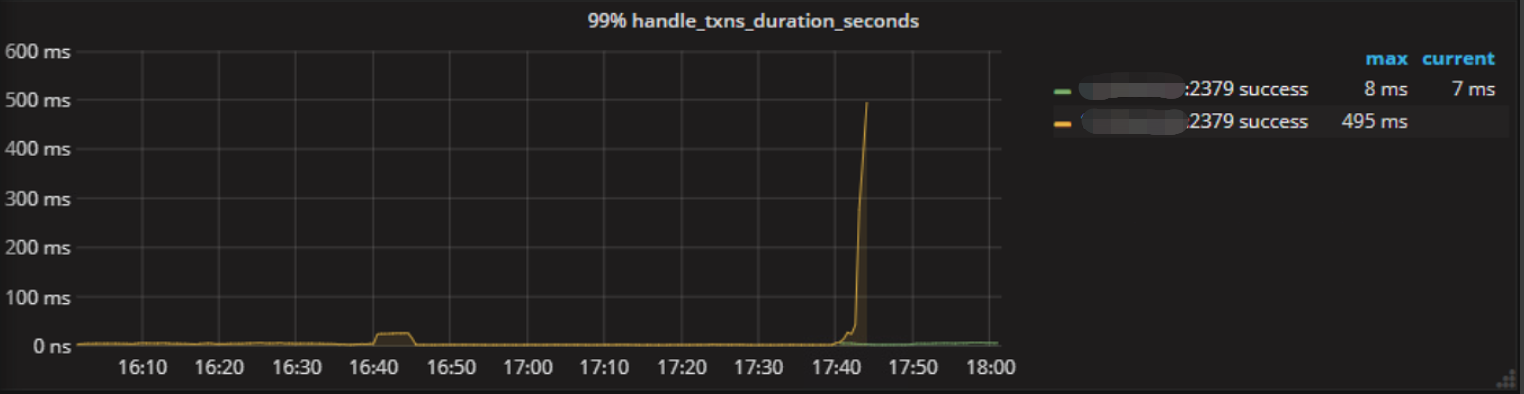 99% handle_txns_duration_seconds
600 ms
500 ms
400 ms
300 ms
200 ms
100 ms
0 ns
16:10 16:20 16:30 16:40 16:50 17:00 17:10 17:20 17:30 17:40 17:50 18:00
max current
:2379 success 8 ms 7 ms
:2379 success 495 ms